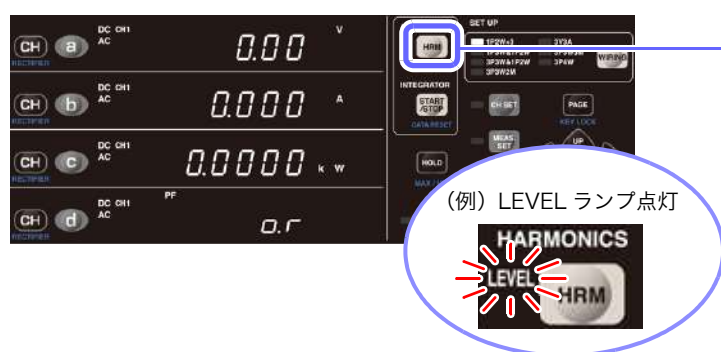 SET UP
CH a DC CH1 0.00 V
AC
RECTIFIER
HRM
1P2W×3 3V3A
3P3W2M 3P4W
WIRING
CH b DC CH1 0.000 A
AC
RECTIFIER
INTEGRATOR
START
/STOP
DATA RESET
CH SET
PAGE
KEY LOCK
CH c DC CH1 0.0000 k W
AC
RECTIFIER
MEAS.
SET
UP
HOLD
CH d DC CH1 PF o.r
AC
RECTIFIER
（例）LEVEL ランプ点灯
HARMONICS
LEVEL
HRM